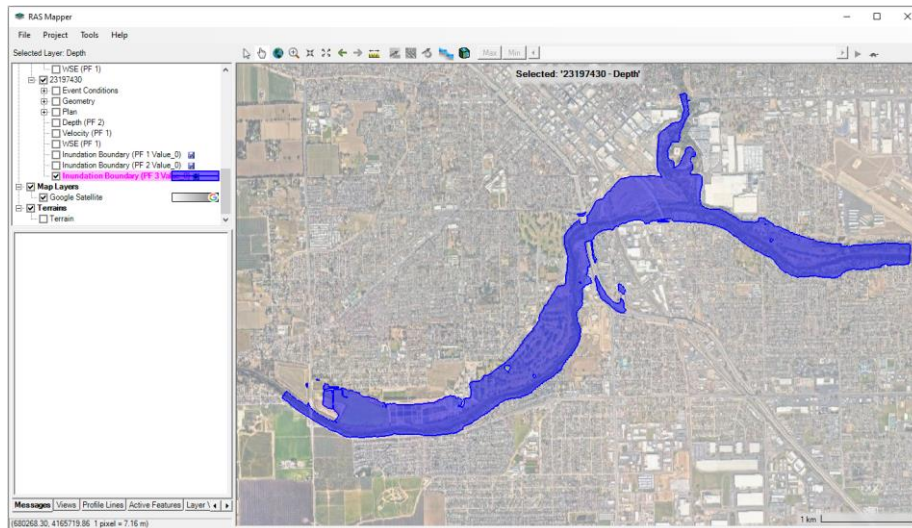 RAS Mapper
File Project Tools Help
Selected Layer: Depth
Max Min
WSE (PF 1)
23197430
Event Conditions
Geometry
Plan
Depth (PF 2)
Velocity (PF 1)
WSE (PF 1)
Inundation Boundary (PF 1 Value_0)
Inundation Boundary (PF 2 Value_0)
Inundation Boundary (PF 3 Val
Map Layers
Google Satellite
Terrains
Terrain
Selected: '23197430 - Depth'
Messages Views Profile Lines Active Features Layer V
1 km
(680268.30, 4165719.86 1 pixel = 7.16 m)